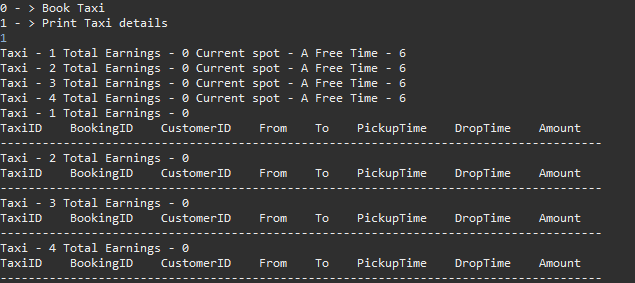 0 - > Book Taxi
1 - > Print Taxi details
1
Taxi - 1 Total Earnings - 0 Current spot - A Free Time - 6
Taxi - 2 Total Earnings - 0 Current spot - A Free Time - 6
Taxi - 3 Total Earnings - 0 Current spot - A Free Time - 6
Taxi - 4 Total Earnings - 0 Current spot - A Free Time - 6
Taxi - 1 Total Earnings - 0
TaxiID    BookingID    CustomerID    From    To    PickupTime    DropTime    Amount
--------------------------------------------------------------------------------------
Taxi - 2 Total Earnings - 0
TaxiID    BookingID    CustomerID    From    To    PickupTime    DropTime    Amount
--------------------------------------------------------------------------------------
Taxi - 3 Total Earnings - 0
TaxiID    BookingID    CustomerID    From    To    PickupTime    DropTime    Amount
--------------------------------------------------------------------------------------
Taxi - 4 Total Earnings - 0
TaxiID    BookingID    CustomerID    From    To    PickupTime    DropTime    Amount
--------------------------------------------------------------------------------------